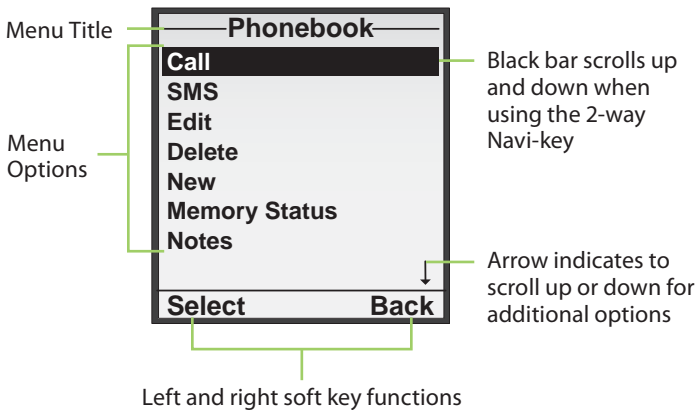 Menu Title
Phonebook
Call
SMS
Edit
Delete
New
Memory Status
Notes
Select Back
Menu
Options
Black bar scrolls up
and down when
using the 2-way
Navi-key
Arrow indicates to
scroll up or down for
additional options
Left and right soft key functions